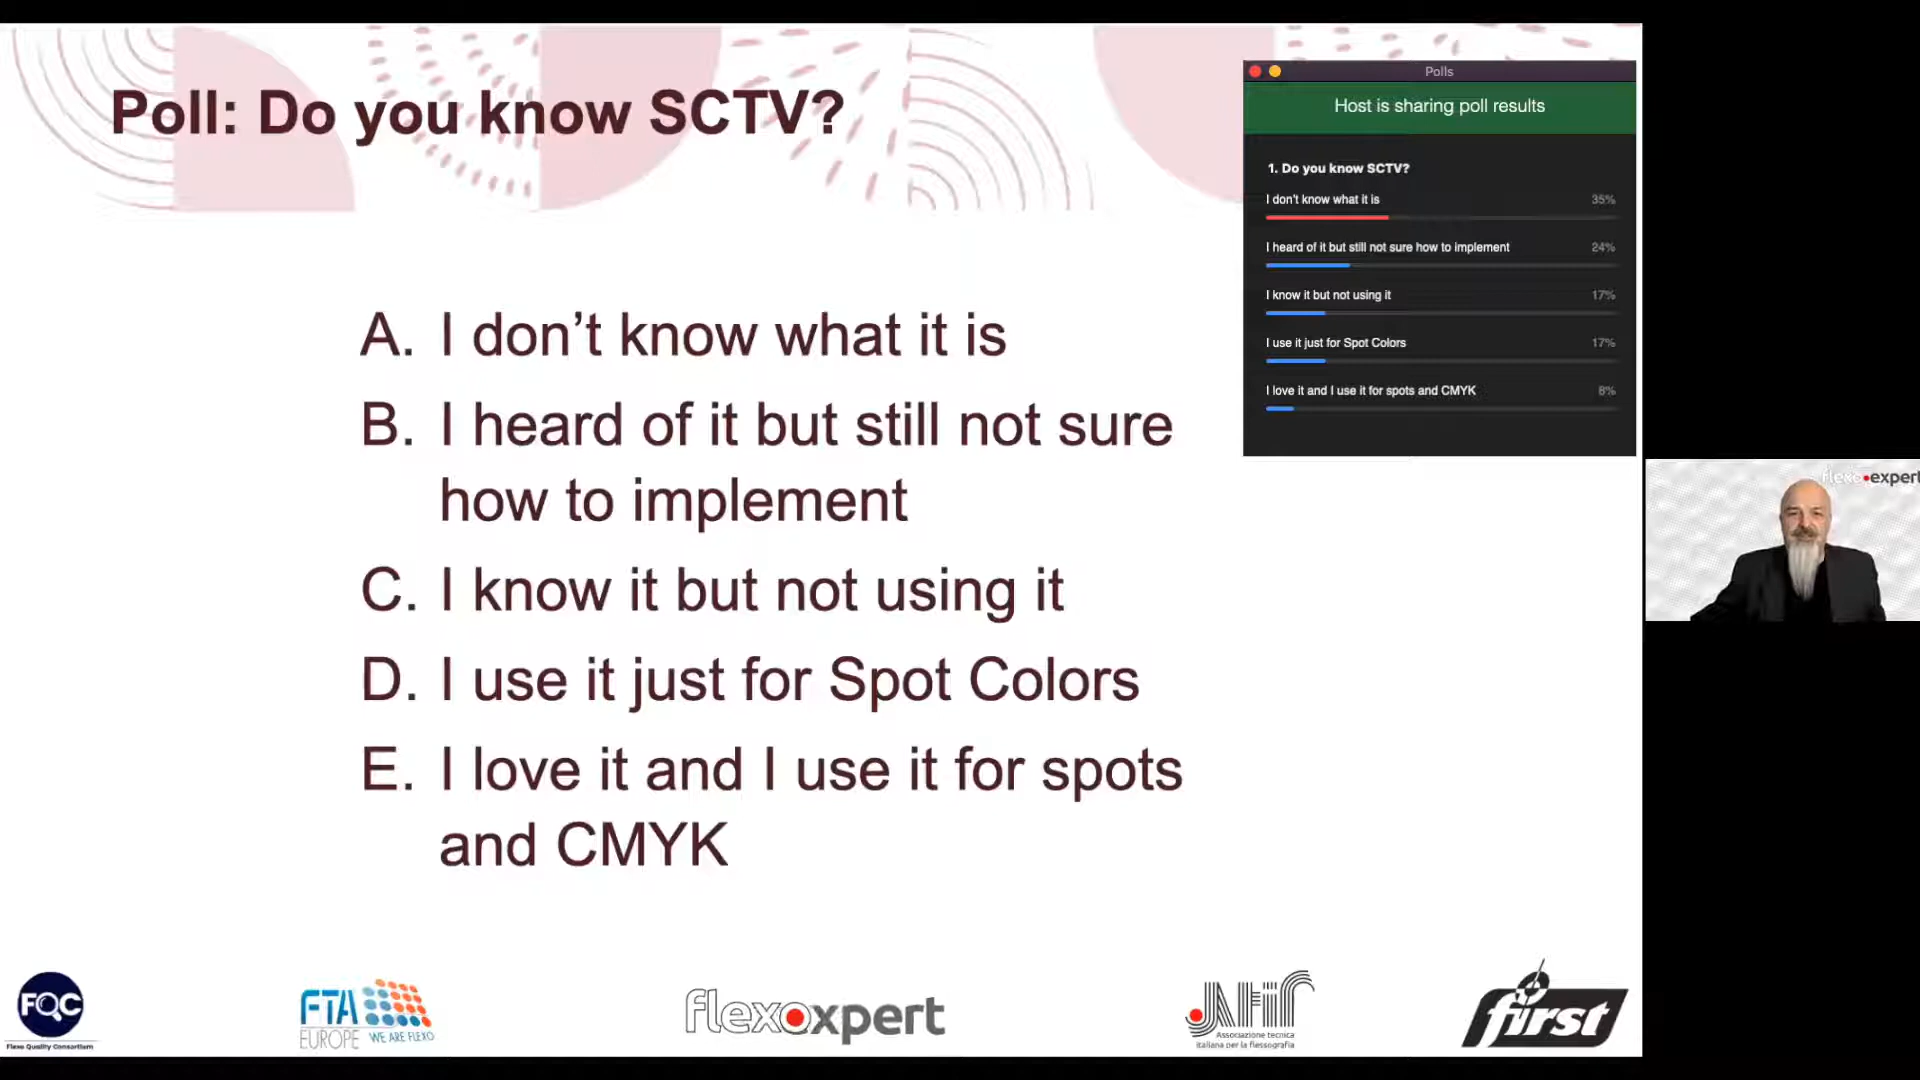 Poll: Do you know SCTV?
A. I don’t know what it is
B. I heard of it but still not sure
how to implement
C. I know it but not using it
D. I use it just for Spot Colors
E. I love it and I use it for spots
and CMYK
Polls
Host is sharing poll results
1. Do you know SCTV?
I don't know what it is 35%
I heard of it but still not sure how to implement 24%
I know it but not using it 17%
I use it just for Spot Colors 17%
I love it and I use it for spots and CMYK 8%
flexo•expert
FQC
Flexo Quality Consortium
FTA
EUROPE WE ARE FLEXO
flexo xpert
Associazione tecnica
italiana per la flessografia
first